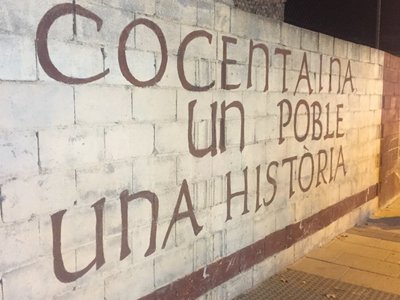 COCENTAINA
UN POBLE
UNA HISTÒRIA